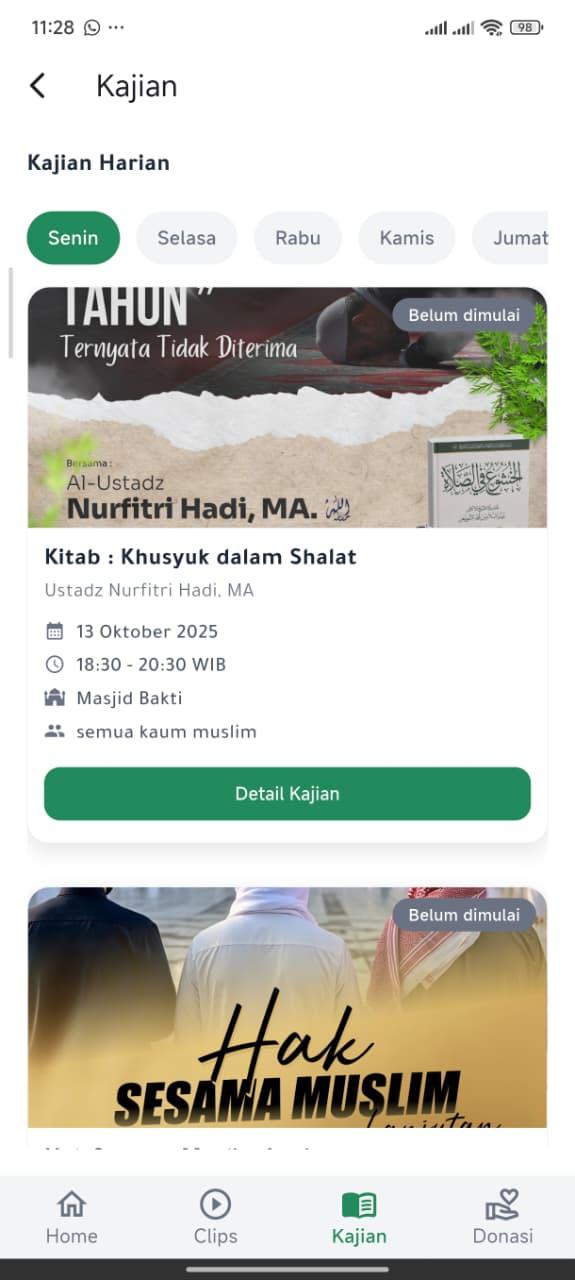 11:28
98
Kajian
Kajian Harian
Senin
Selasa
Rabu
Kamis
Jumat
TAHUN"
Belum dimulai
Ternyata Tidak Diterima
Bersama :
Al-Ustadz
Nurfitri Hadi, MA.
الخشوع في الصلاة
Kitab : Khusyuk dalam Shalat
Ustadz Nurfitri Hadi, MA
13 Oktober 2025
18:30 - 20:30 WIB
Masjid Bakti
semua kaum muslim
Detail Kajian
Belum dimulai
Hak
SESAMA MUSLIM
Lanjutan
Home
Clips
Kajian
Donasi